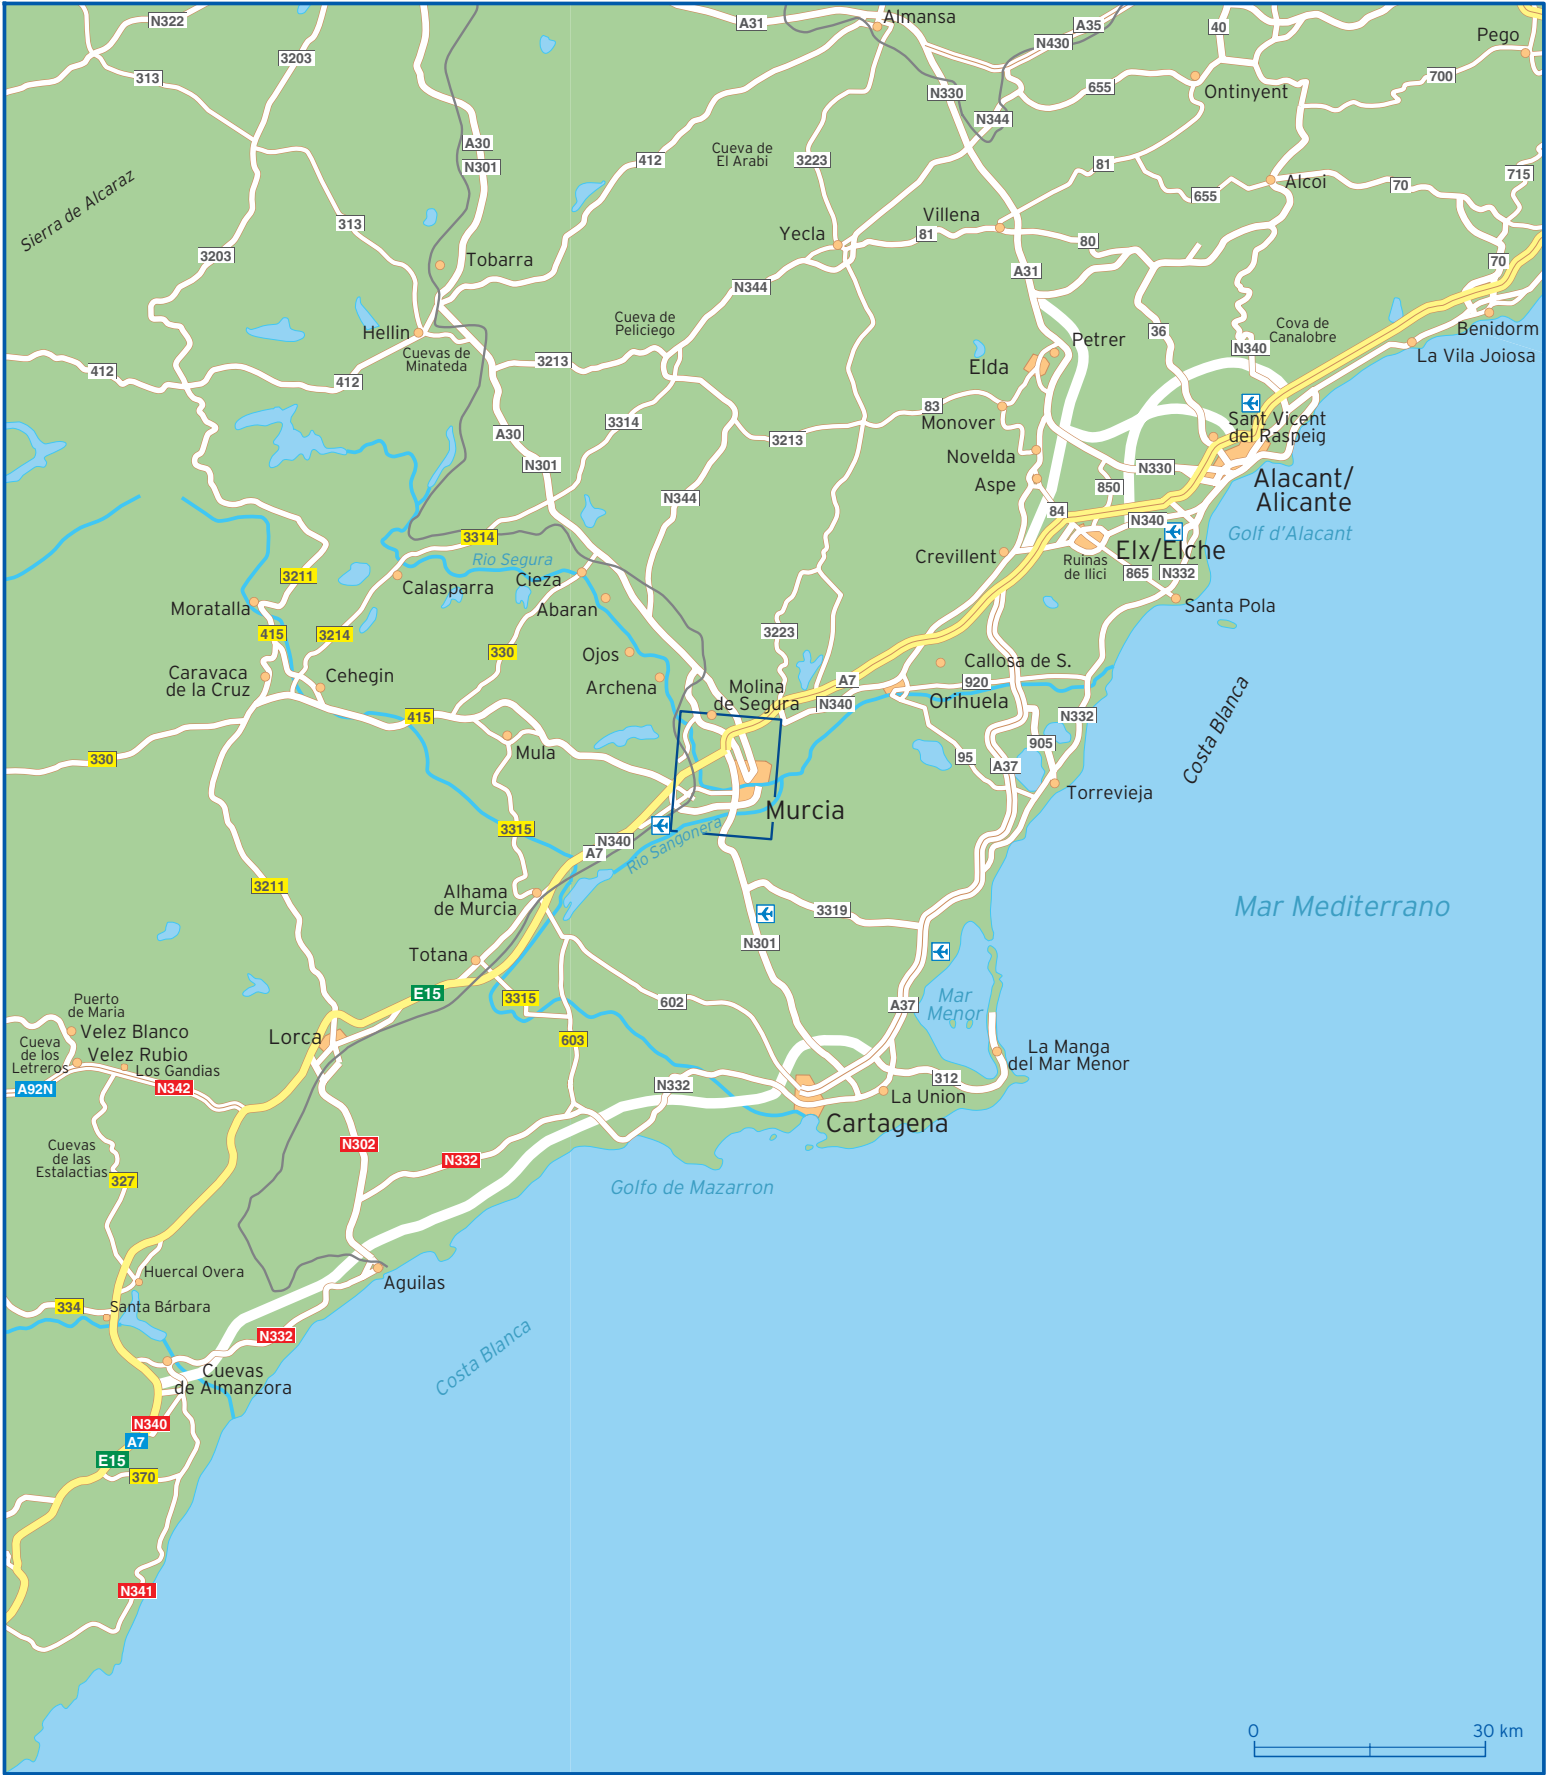 N322
A31
Almansa
A35
40
N430
Pego
3203
313
700
655
Ontinyent
N330
N344
A30
N301
Cueva de
El Arabi
412
3223
81
Alcoi
70
715
655
Sierra de Alcaraz
313
Villena
Yecla
81
80
3203
Tobarra
A31
70
N344
Cueva de
Peliciego
Hellin
Cuevas de
Minateda
36
Cova de
Canalobre
Benidorm
Petrer
N340
La Vila Joiosa
Elda
3213
412
412
83
Monover
Sant Vicent
del Raspeig
3314
A30
3213
N301
Novelda
N330
Aspe
850
Alacant/
Alicante
N344
84
N340
Golf d'Alacant
3314
Rio Segura
Crevillent
Elx/Elche
Ruinas
de Ilici
865
N332
3211
Calasparra
Cieza
Moratalla
Abaran
Santa Pola
415
3214
3223
330
Ojos
Callosa de S.
Caravaca
de la Cruz
Cehegin
Archena
A7
920
Molina
de Segura
N340
Orihuela
Costa Blanca
415
N332
905
330
Mula
95
A37
Torrevieja
Murcia
3315
N340
A7
Rio Sangonera
3211
Alhama
de Murcia
3319
Mar Mediterrano
N301
Totana
E15
3315
602
A37
Mar
Menor
Puerto
de Maria
Velez Blanco
Lorca
603
Cueva
de los
Letreros
Velez Rubio
Los Gandias
La Manga
del Mar Menor
A92N
N342
N332
312
La Union
Cartagena
N302
Cuevas
de las
Estalactias
N332
327
Golfo de Mazarron
Huercal Overa
Aguilas
334
Santa Bárbara
N332
Costa Blanca
Cuevas
de Almanzora
N340
A7
E15
370
N341
0
30 km